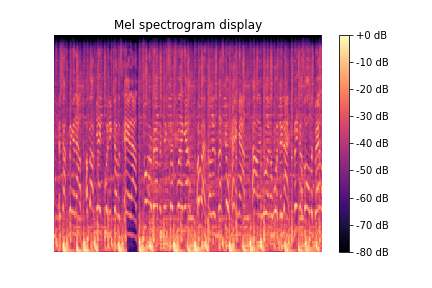 Mel spectrogram display
+0 dB
-10 dB
-20 dB
-30 dB
-40 dB
-50 dB
-60 dB
-70 dB
-80 dB